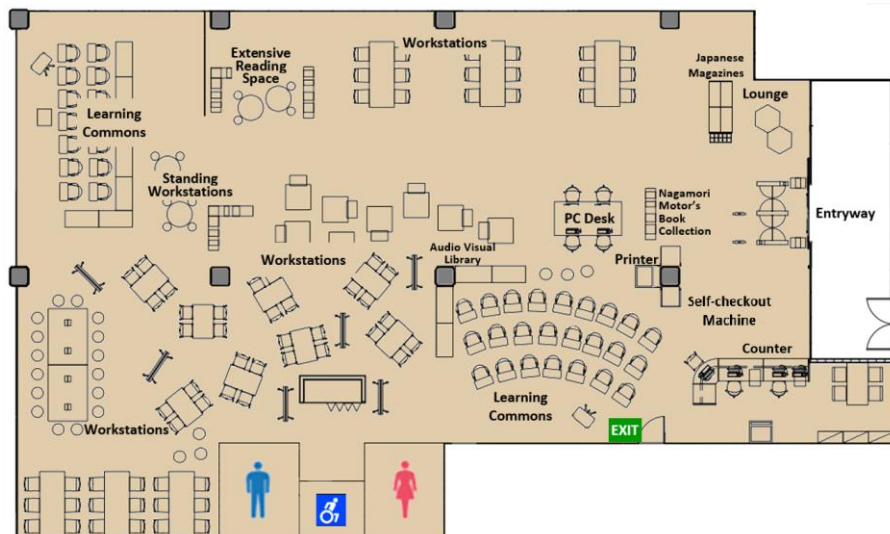 Workstations
Extensive
Reading
Space
Japanese
Magazines
Lounge
Learning
Commons
Standing
Workstations
Nagamori
Motor's
Book
Collection
PC Desk
Entryway
Audio Visual
Library
Workstations
Printer
Self-checkout
Machine
Counter
Learning
Commons
Workstations
EXIT